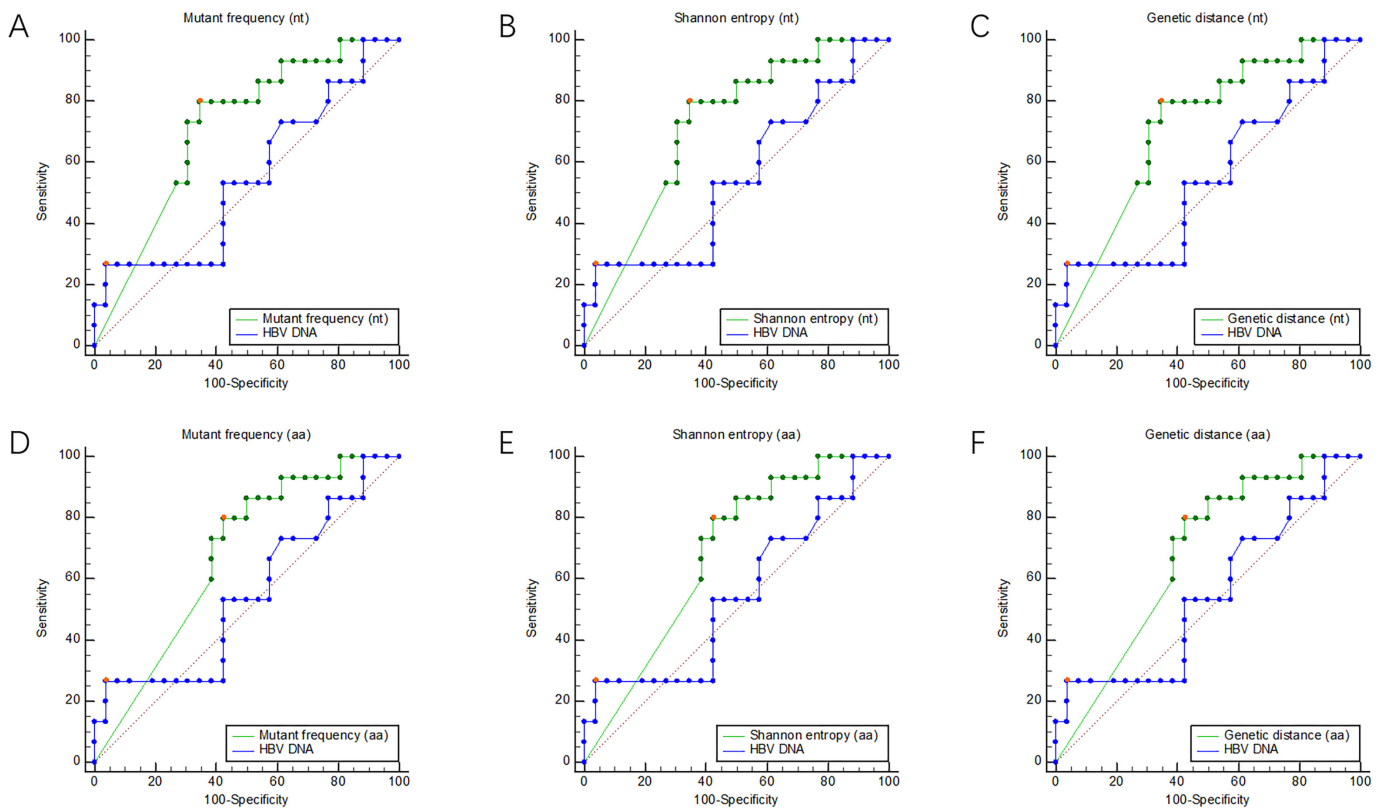 A
Mutant frequency (nt)
100
80
60
40
20
0
Sensitivity
Mutant frequency (nt)
HBV DNA
0 20 40 60 80 100
100-Specificity
B
Shannon entropy (nt)
100
80
60
40
20
0
Sensitivity
Shannon entropy (nt)
HBV DNA
0 20 40 60 80 100
100-Specificity
C
Genetic distance (nt)
100
80
60
40
20
0
Sensitivity
Genetic distance (nt)
HBV DNA
0 20 40 60 80 100
100-Specificity
D
Mutant frequency (aa)
100
80
60
40
20
0
Sensitivity
Mutant frequency (aa)
HBV DNA
0 20 40 60 80 100
100-Specificity
E
Shannon entropy (aa)
100
80
60
40
20
0
Sensitivity
Shannon entropy (aa)
HBV DNA
0 20 40 60 80 100
100-Specificity
F
Genetic distance (aa)
100
80
60
40
20
0
Sensitivity
Genetic distance (aa)
HBV DNA
0 20 40 60 80 100
100-Specificity